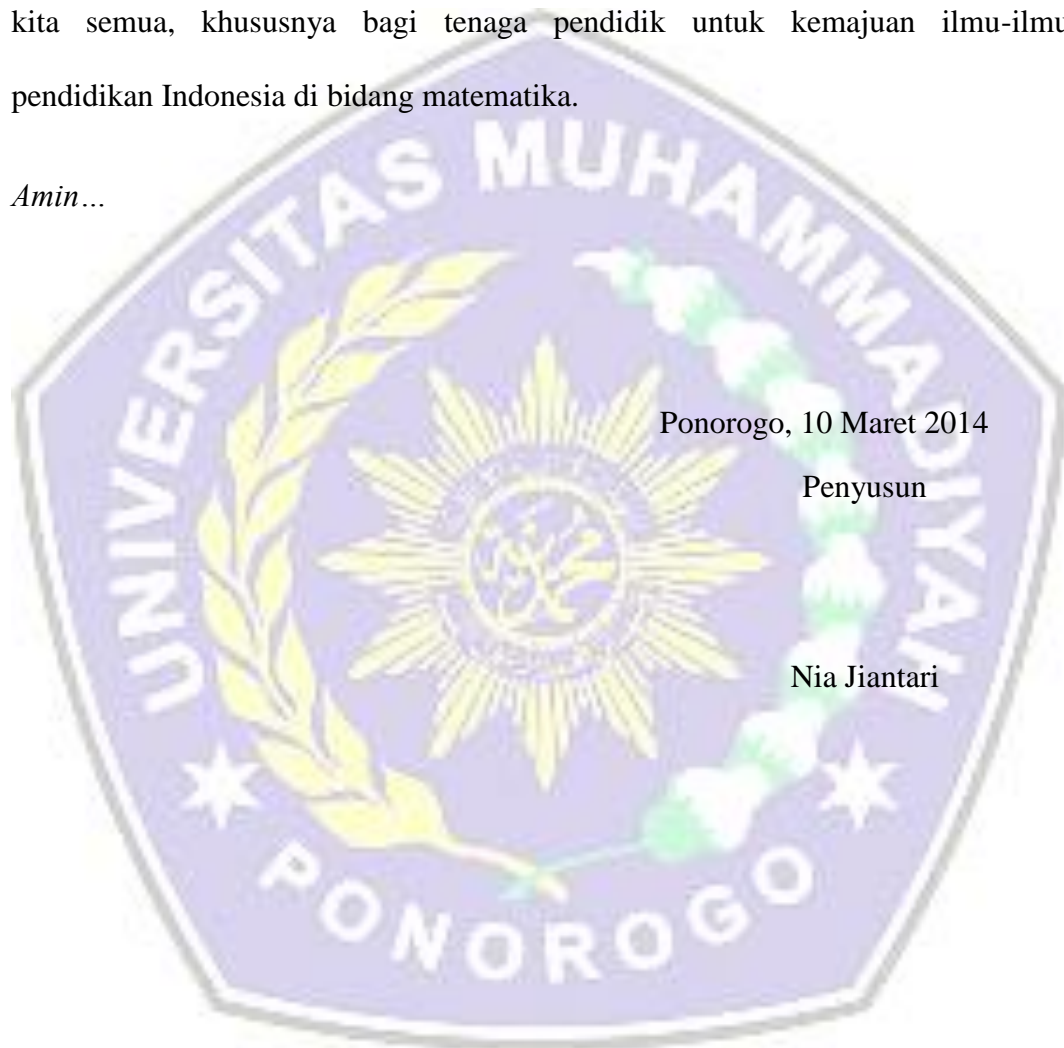 kita semua, khususnya bagi tenaga pendidik untuk kemajuan ilmu-ilmu
pendidikan Indonesia di bidang matematika.
Amin...
UNIVERSITAS MUHAMMADIYAH
Ponorogo, 10 Maret 2014
Penyusun
Nia Jiantari
PONOROGO